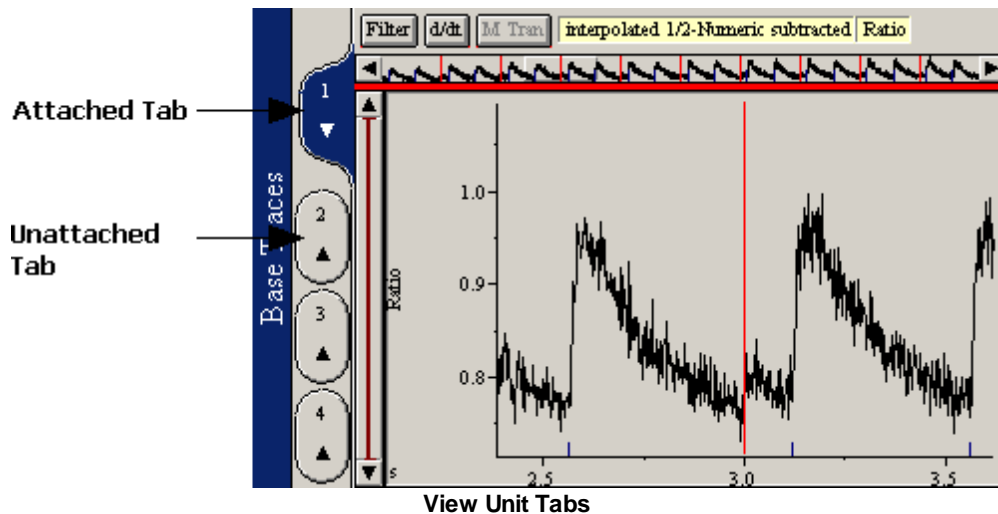 Filter d/dt M Tran interpolated 1/2-Numeric subtracted Ratio
Attached Tab
1
Unattached
Tab
2
3
4
Base Traces
Ratio
1.0
0.9
0.8
s
2.5 3.0 3.5
View Unit Tabs